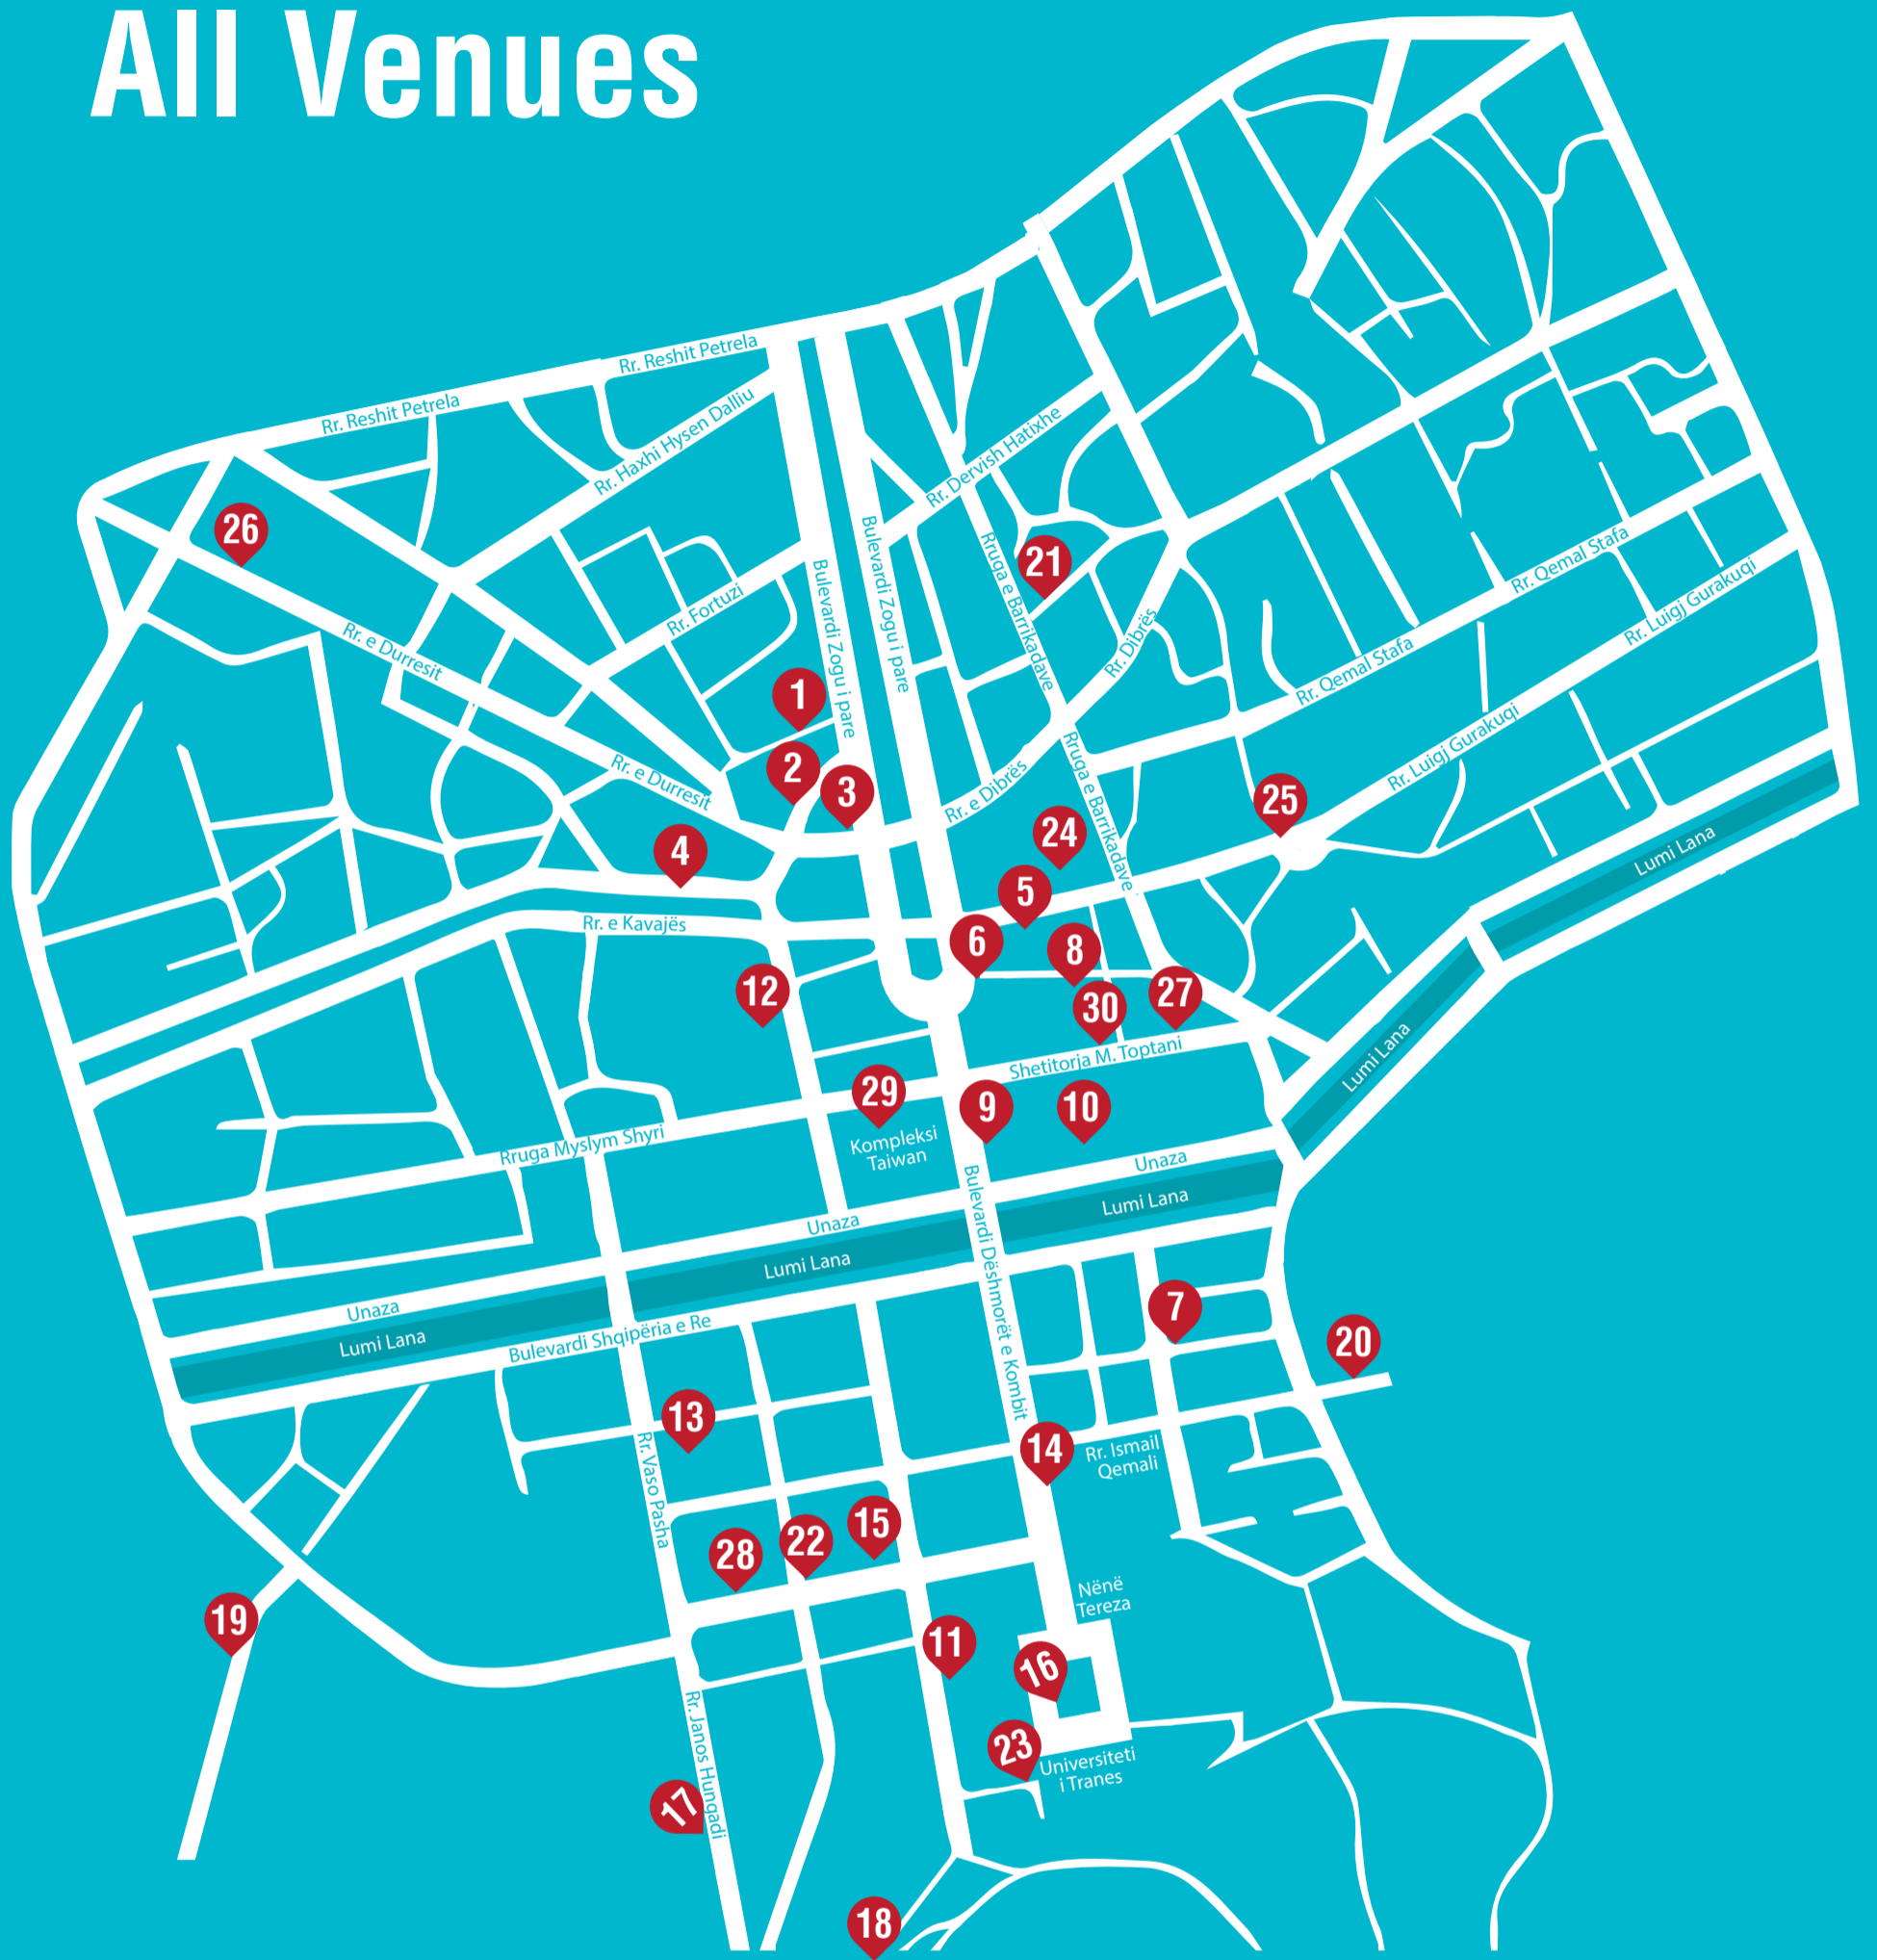 All Venues
Rr. Reshit Petrela
Rr. Reshit Petrela
Rr. Haxhi Hysen Dalliu
Rr. Dervish Hatixhe
26
21
Bulevardi Zogu i pare
Bulevardi Zogu i pare
Rruga e Barrikadave
Rr. Qemal Stafa
Rr. Luigj Gurakuqi
Rr. Fortuzi
Rr. e Durresit
Rr. Dibrës
Rr. Qemal Stafa
1
2
3
Rr. e Durresit
Rr. e Dibrës
Rruga e Barrikadave
Rr. Luigj Gurakuqi
25
24
4
5
Lumi Lana
Rr. e Kavajës
6
8
12
30
27
Shetitorja M. Toptani
Lumi Lana
29
9
10
Kompleksi
Taiwan
Rruga Myslym Shyri
Unaza
Lumi Lana
Unaza
Lumi Lana
Bulevardi Dëshmorët e Kombit
Unaza
Lumi Lana
Bulevardi Shqipëria e Re
7
20
13
14
Rr. Ismail
Qemali
Rr. Vaso Pasha
28
22
15
Nënë
Tereza
19
11
16
23
Universiteti
i Tranes
Rr. Janos Hunqadi
17
18